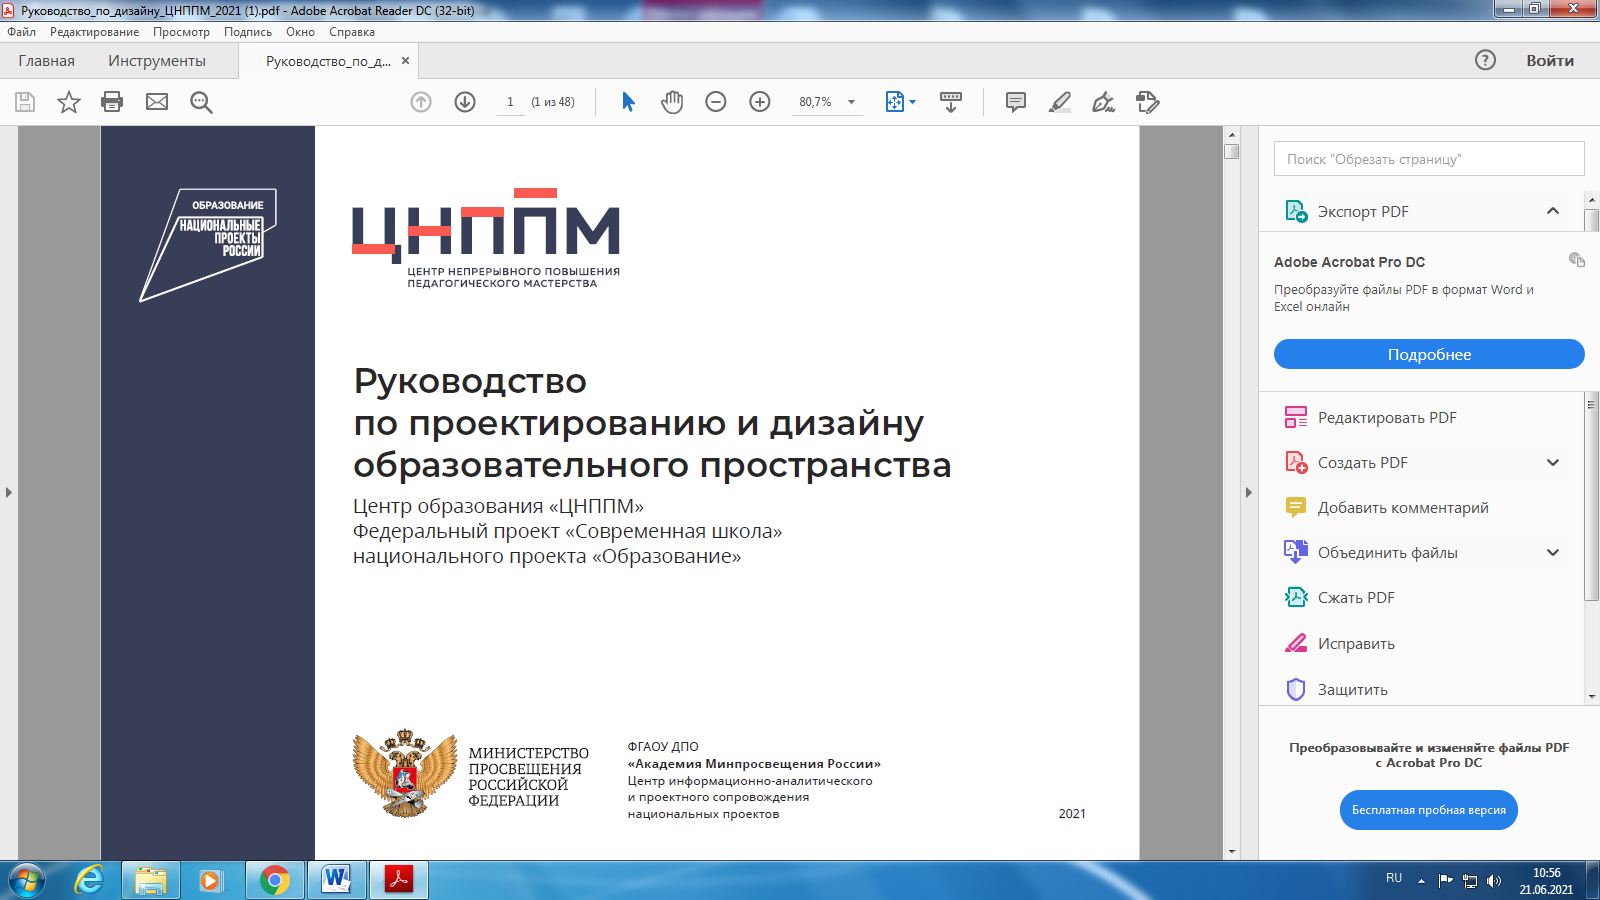 Руководство_по_дизайну_ЦНППМ_2021 (1).pdf - Adobe Acrobat Reader DC (32-bit)
Файл Редактирование Просмотр Подпись Окно Справка
Главная Инструменты Руководство_по_д... × Войти
1 (1 из 48) 80,7%
ОБРАЗОВАНИЕ
НАЦИОНАЛЬНЫЕ
ПРОЕКТЫ
РОССИИ
ЦНППМ
ЦЕНТР НЕПРЕРЫВНОГО ПОВЫШЕНИЯ
ПЕДАГОГИЧЕСКОГО МАСТЕРСТВА
Руководство
по проектированию и дизайну
образовательного пространства
Центр образования «ЦНППМ»
Федеральный проект «Современная школа»
национального проекта «Образование»
МИНИСТЕРСТВО
ПРОСВЕЩЕНИЯ
РОССИЙСКОЙ
ФЕДЕРАЦИИ
ФГАОУ ДПО
«Академия Минпросвещения России»
Центр информационно-аналитического
и проектного сопровождения
национальных проектов
2021
Поиск "Обрезать страницу"
Экспорт PDF
Adobe Acrobat Pro DC
Преобразуйте файлы PDF в формат Word и
Excel онлайн
Подробнее
Редактировать PDF
Создать PDF
Добавить комментарий
Объединить файлы
Сжать PDF
Исправить
Защитить
Преобразовывайте и изменяйте файлы PDF
с Acrobat Pro DC
Бесплатная пробная версия
RU
10:56
21.06.2021